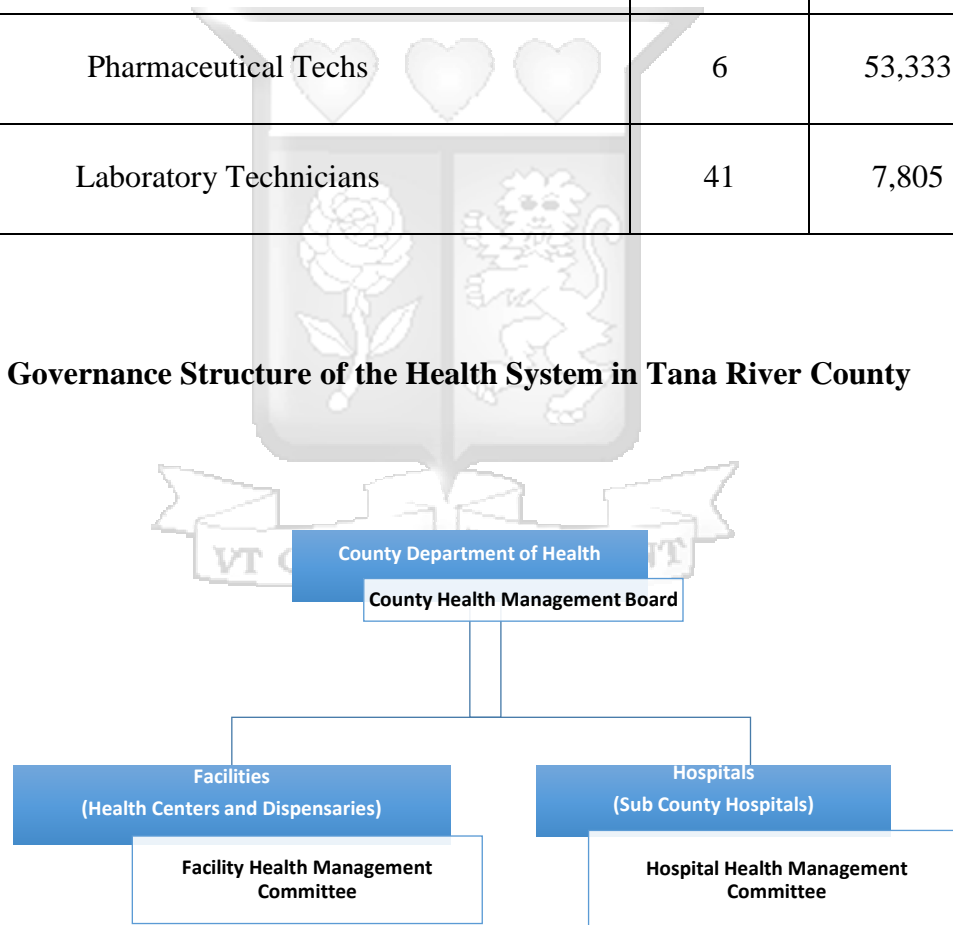 Pharmaceutical Techs 6 53,333
Laboratory Technicians 41 7,805
Governance Structure of the Health System in Tana River County
VT
County Department of Health
County Health Management Board
Facilities
(Health Centers and Dispensaries)
Hospitals
(Sub County Hospitals)
Facility Health Management
Committee
Hospital Health Management
Committee